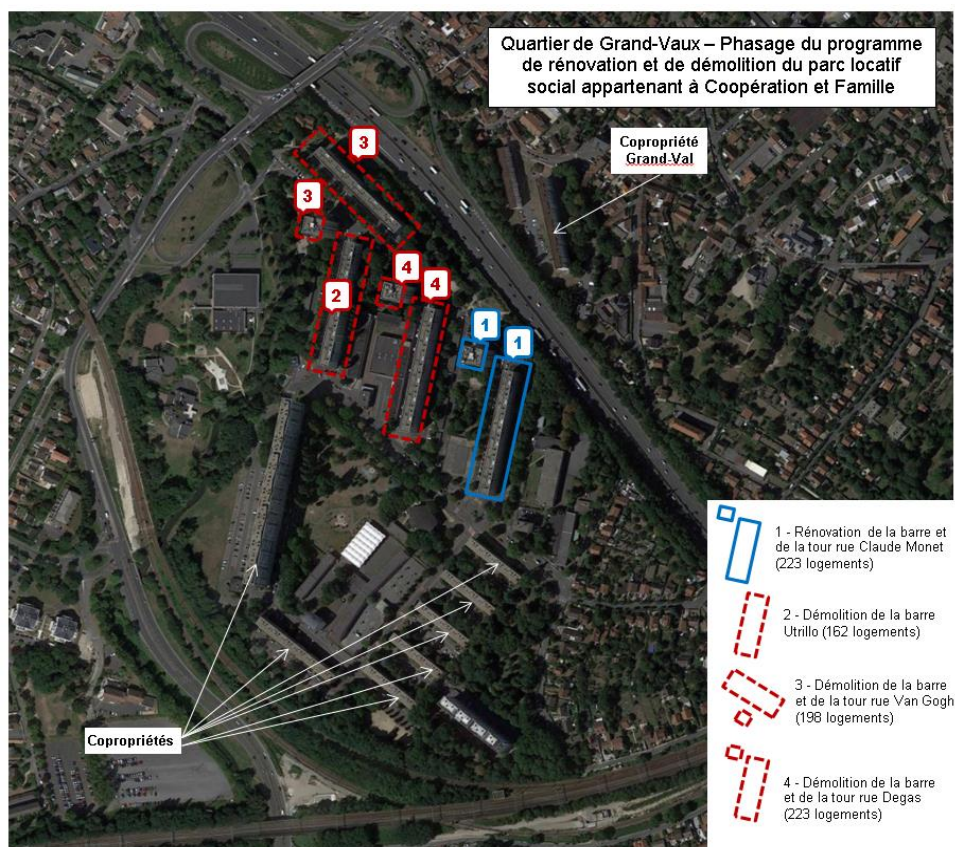 Quartier de Grand-Vaux – Phasage du programme
de rénovation et de démolition du parc locatif
social appartenant à Coopération et Famille
Copropriété
Grand-Val
3
3
2
4
4
1
1
Copropriétés
1 - Rénovation de la barre et
de la tour rue Claude Monet
(223 logements)
2 - Démolition de la barre
Utrillo (162 logements)
3 - Démolition de la barre
et de la tour rue Van Gogh
(198 logements)
4 - Démolition de la barre
et de la tour rue Degas
(223 logements)